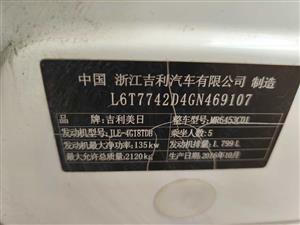 中国 浙江吉利汽车有限公司 制造
L6T7742D4GN469107
品牌:吉利美日 整车型号:MR6453CD1
发动机型号:JLE-4G18TDB 乘坐人数:5
发动机最大净功率:135kw 发动机排量:1.799L
最大允许总质量:2120kg 生产日期:2016年10月